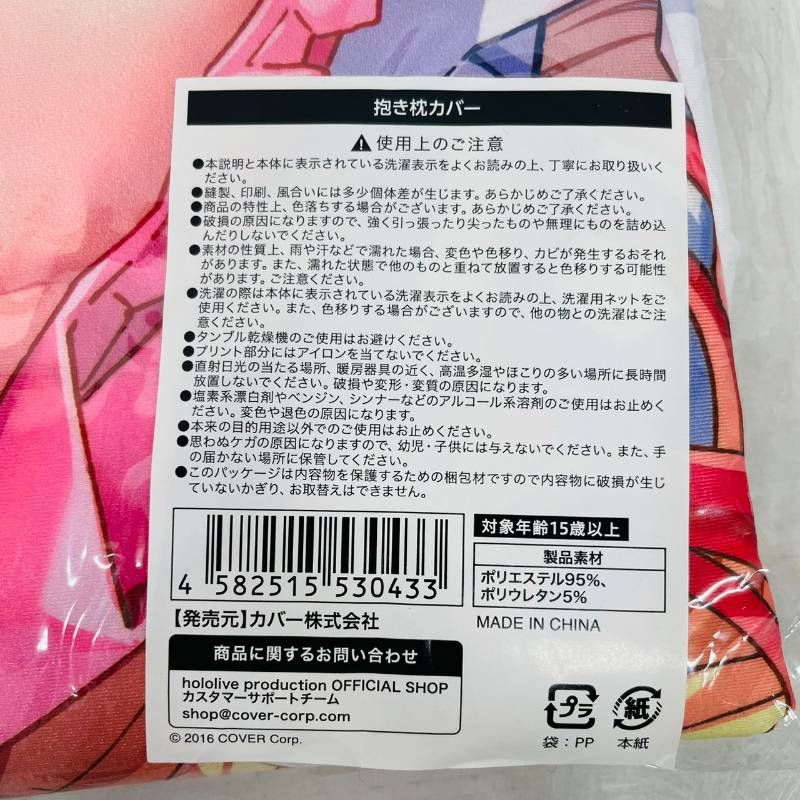 抱き枕カバー
使用上のご注意
●本説明と本体に表示されている洗濯表示をよくお読みの上、丁寧にお取り扱いく
ださい。
●縫製、印刷、風合いには多少個体差が生じます。あらかじめご了承ください。
●商品の特性上、色落ちする場合がございます。あらかじめご了承ください。
●破損の原因になりますので、強く引っ張ったり尖ったものや無理にものを詰め込
んだりしないでください。
●素材の性質上、雨や汗などで濡れた場合、変色や色移り、カビが発生するおそれ
があります。また、濡れた状態で他のものと重ねて放置すると色移りする可能性
があります。ご注意ください。
●洗濯の際は本体に表示されている洗濯表示をよくお読みの上、洗濯用ネットをご
使用ください。また、色移りする場合がございますので、他の物との洗濯はご注
意ください。
●タンブル乾燥機のご使用はお避けください。
●プリント部分にはアイロンを当てないでください。
●直射日光の当たる場所、暖房器具の近く、高温多湿やほこりの多い場所に長時間
放置しないでください。破損や変形・変質の原因になります。
●塩素系漂白剤やベンジン、シンナーなどのアルコール系溶剤のご使用はお止めく
ださい。変色や退色の原因になります。
●本来の目的用途以外でのご使用はお止めください。
●思わぬケガの原因になりますので、幼児・子供には与えないでください。また、手
の届かない場所に保管してください。
●このパッケージは内容物を保護するための梱包材ですので内容物に破損が生じ
ていないかぎり、お取替えはできません。
4 582515 530433
対象年齢15歳以上
製品素材
ポリエステル95%、
ポリウレタン5%
【発売元】カバー株式会社
MADE IN CHINA
商品に関するお問い合わせ
hololive production OFFICIAL SHOP
カスタマーサポートチーム
shop@cover-corp.com
© 2016 COVER Corp.
プラ
紙
袋：PP
本紙